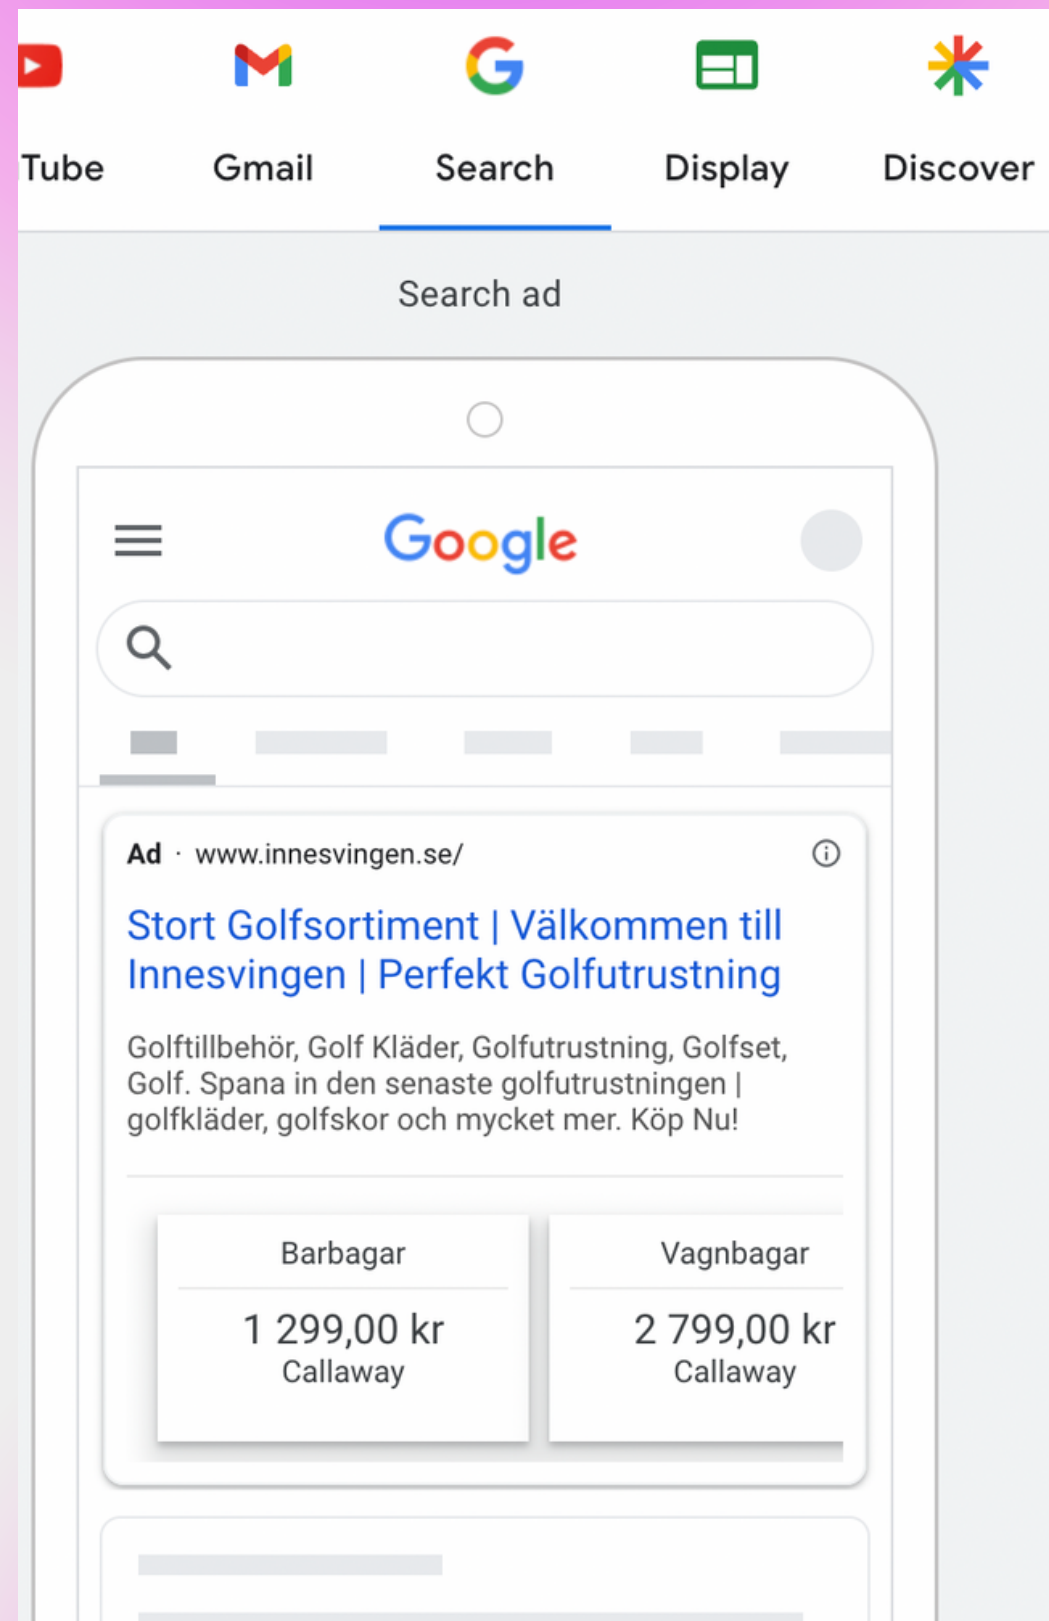 Tube
Gmail
Search
Display
Discover
Search ad
Google
Ad · www.innesvingen.se/
Stort Golfsortiment | Välkommen till
Innesvingen | Perfekt Golfutrustning
Golftillbehör, Golf Kläder, Golfutrustning, Golfset,
Golf. Spana in den senaste golfutrustningen |
golfkläder, golfskor och mycket mer. Köp Nu!
Barbagar
1 299,00 kr
Callaway
Vagnbagar
2 799,00 kr
Callaway